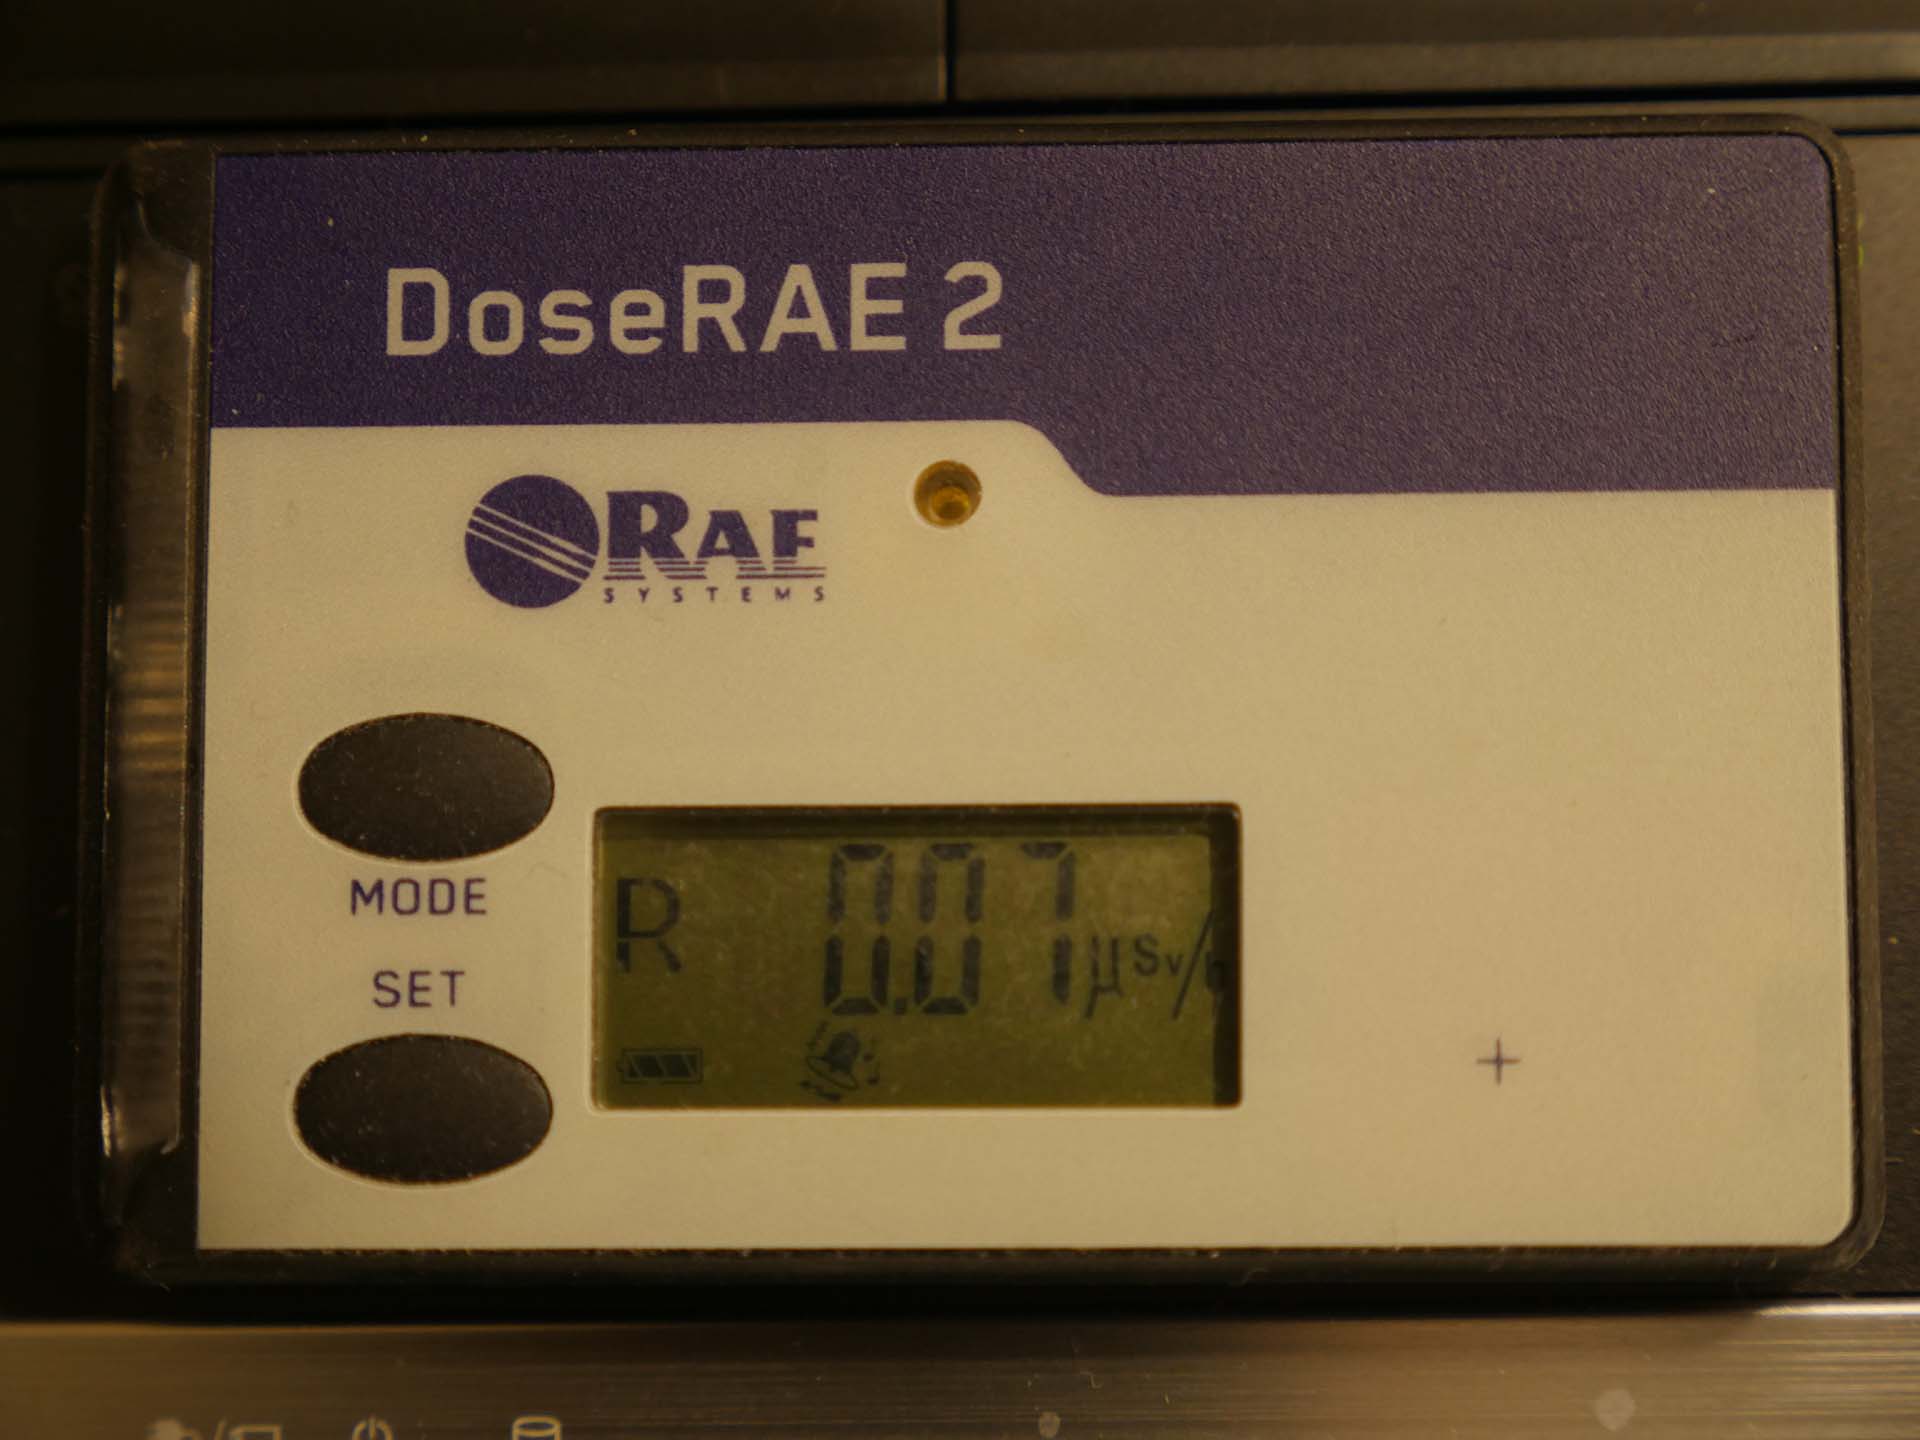 DoseRAE 2
RAE
SYSTEMS
MODE
SET
R 0.07 µSv/h